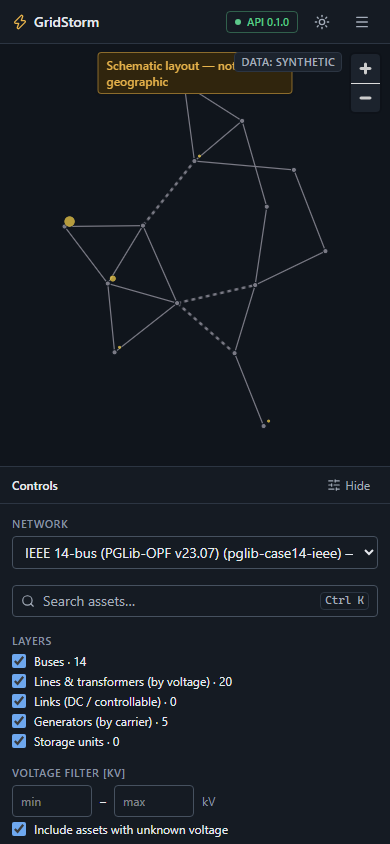 GridStorm
API 0.1.0
Schematic layout — not
geographic
DATA: SYNTHETIC
+
−
Controls
Hide
NETWORK
IEEE 14-bus (PGLib-OPF v23.07) (pglib-case14-ieee) —
Search assets...
Ctrl K
LAYERS
Buses · 14
Lines & transformers (by voltage) · 20
Links (DC / controllable) · 0
Generators (by carrier) · 5
Storage units · 0
VOLTAGE FILTER [KV]
min – max kV
Include assets with unknown voltage